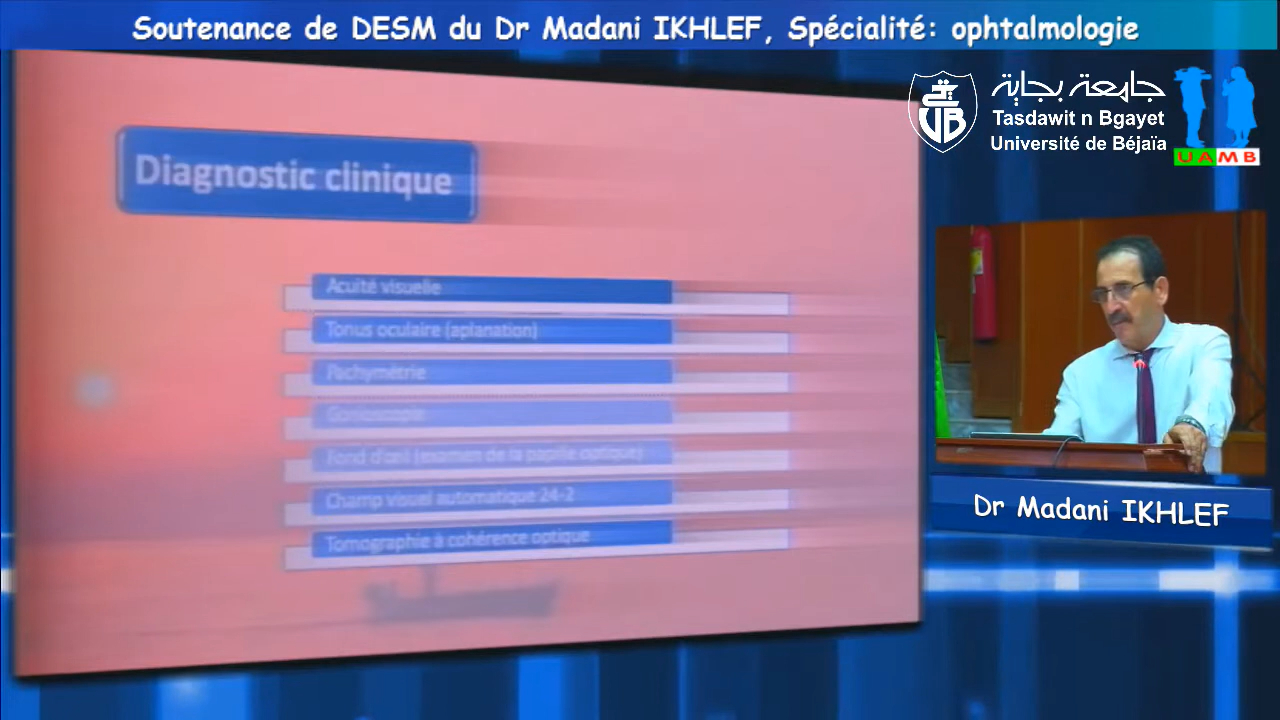 Soutenance de DESM du Dr Madani IKHLEF, Spécialité: ophtalmologie
جامعة بجاية
Tasdawit n Bgayet
Université de Béjaïa
UB
UAMB
Diagnostic clinique
Acuité visuelle
Tonus oculaire (aplanation)
Pachymétrie
Gonioscopie
Fond d'œil (examen de la papille optique)
Champ visuel automatique 24-2
Tomographie à cohérence optique
Dr Madani IKHLEF